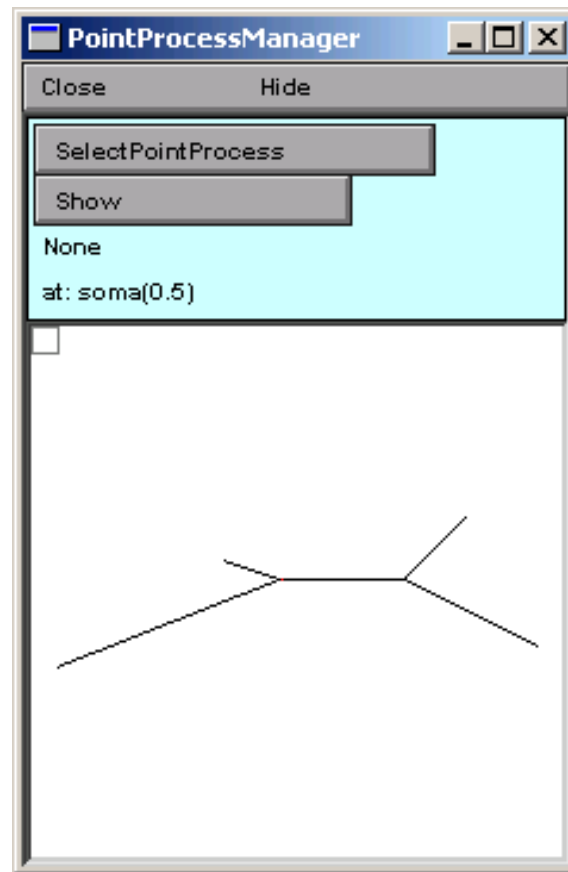 PointProcessManager
Close Hide
SelectPointProcess
Show
None
at: soma(0.5)